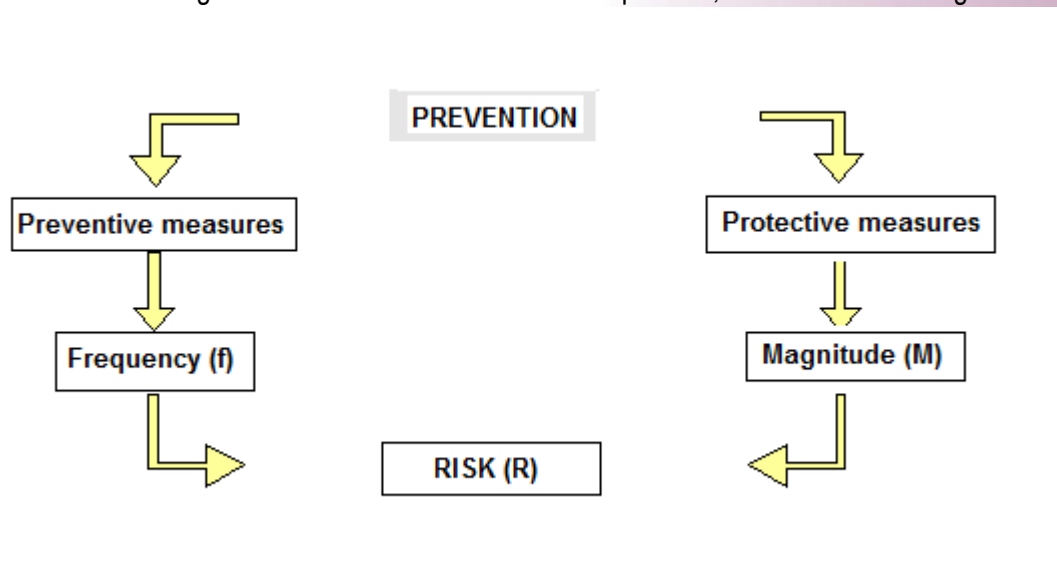 PREVENTION
Preventive measures
Protective measures
Frequency (f)
Magnitude (M)
RISK (R)